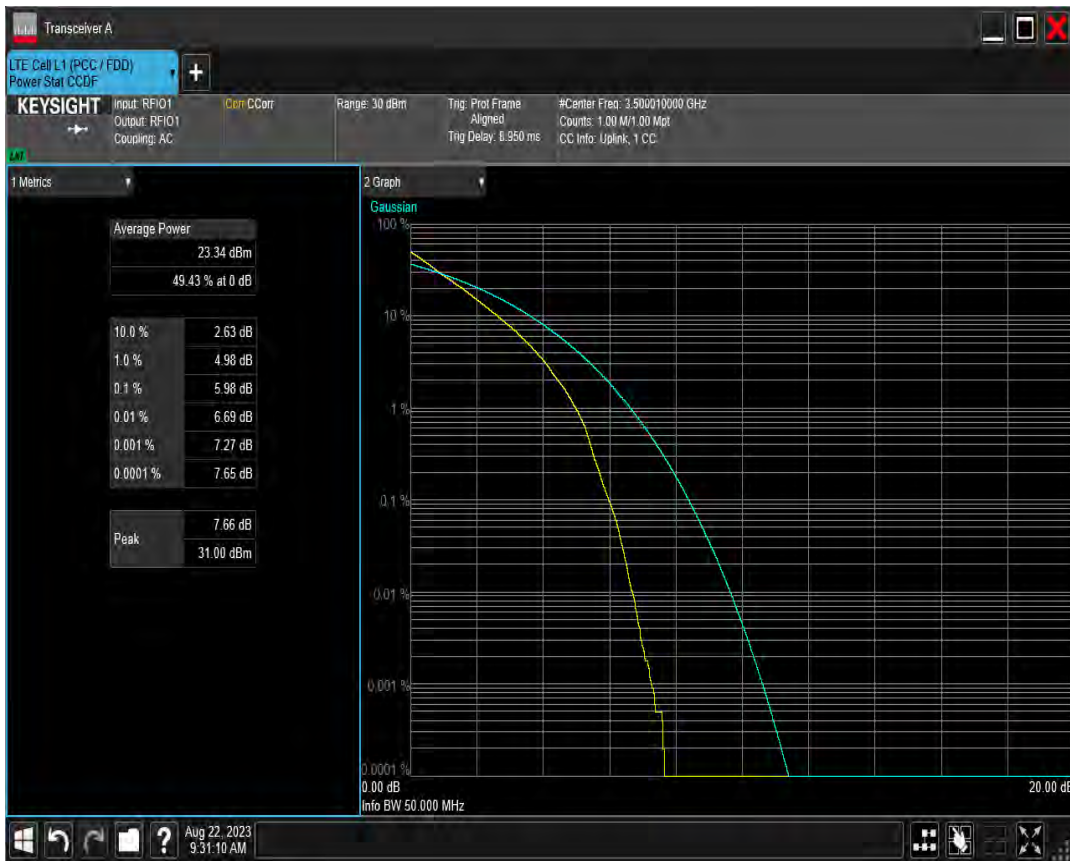 Transceiver A
LTE Cell L1 (PCC / FDD)
Power Stat CCDF
KEYSIGHT
Input: RFIO1
Output: RFIO1
Coupling: AC
Corr CCorr
Range: 30 dBm
Trig: Prot Frame
Aligned
Trig Delay: 8.950 ms
#Center Freq: 3.500010000 GHz
Counts: 1.00 M/1.00 Mpt
CC Info: Uplink, 1 CC
1 Metrics
Average Power
23.34 dBm
49.43 % at 0 dB
10.0 % 2.63 dB
1.0 % 4.98 dB
0.1 % 5.98 dB
0.01 % 6.69 dB
0.001 % 7.27 dB
0.0001 % 7.65 dB
Peak
7.66 dB
31.00 dBm
2 Graph
Gaussian
100 %
10 %
1 %
0.1 %
0.01 %
0.001 %
0.0001 %
0.00 dB
20.00 dB
Info BW 50.000 MHz
Aug 22, 2023
9:31:10 AM